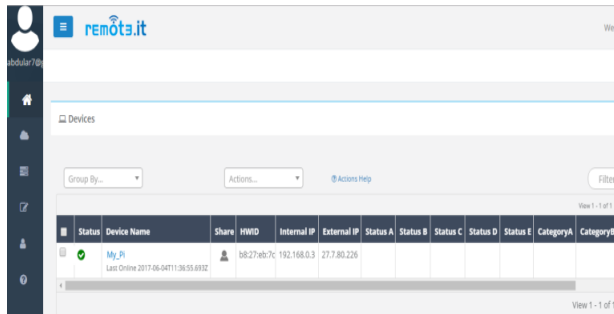 remot3.it
We
abdular7@
Devices
Group By...
Actions...
Actions Help
Filter
View 1 - 1 of 1
Status Device Name Share HWID Internal IP External IP Status A Status B Status C Status D Status E CategoryA CategoryB
My_Pi b8:27:eb:7c 192.168.0.3 27.7.80.226
Last Online 2017-06-04T11:36:55.693Z
View 1 - 1 of 1